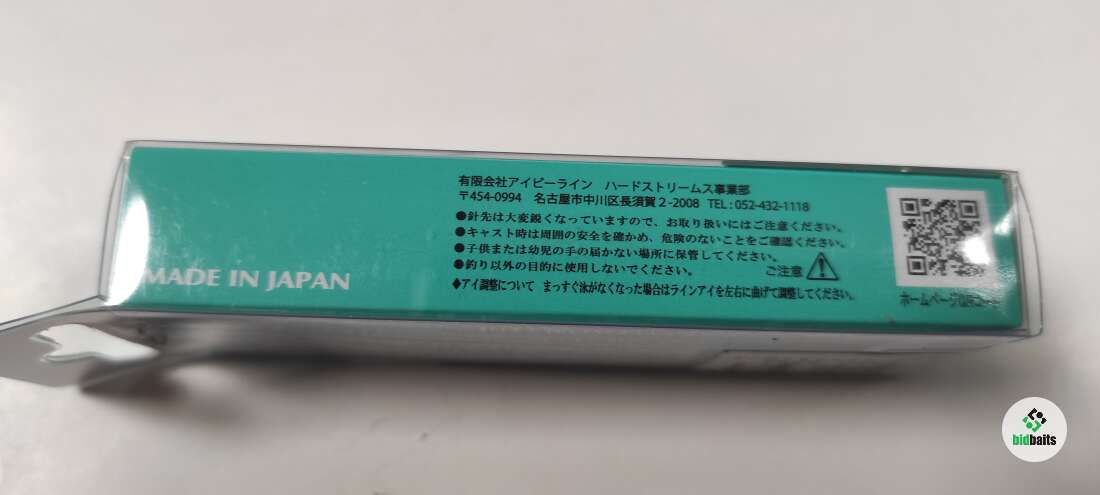 有限会社アイビーライン ハードストリームス事業部
〒454-0994 名古屋市中川区長須賀2-2008 TEL:052-432-1118
●針先は大変鋭くなっていますので、お取り扱いにはご注意ください。
●キャスト時は周囲の安全を確かめ、危険のないことをご確認ください。
●子供または幼児の手の届かない場所に保管してください。
●釣り以外の目的に使用しないでください。 ご注意
◆アイ調整について まっすぐ泳がなくなった場合はラインアイを左右に曲げて調整してください。
MADE IN JAPAN
ホームページ
bidbaits